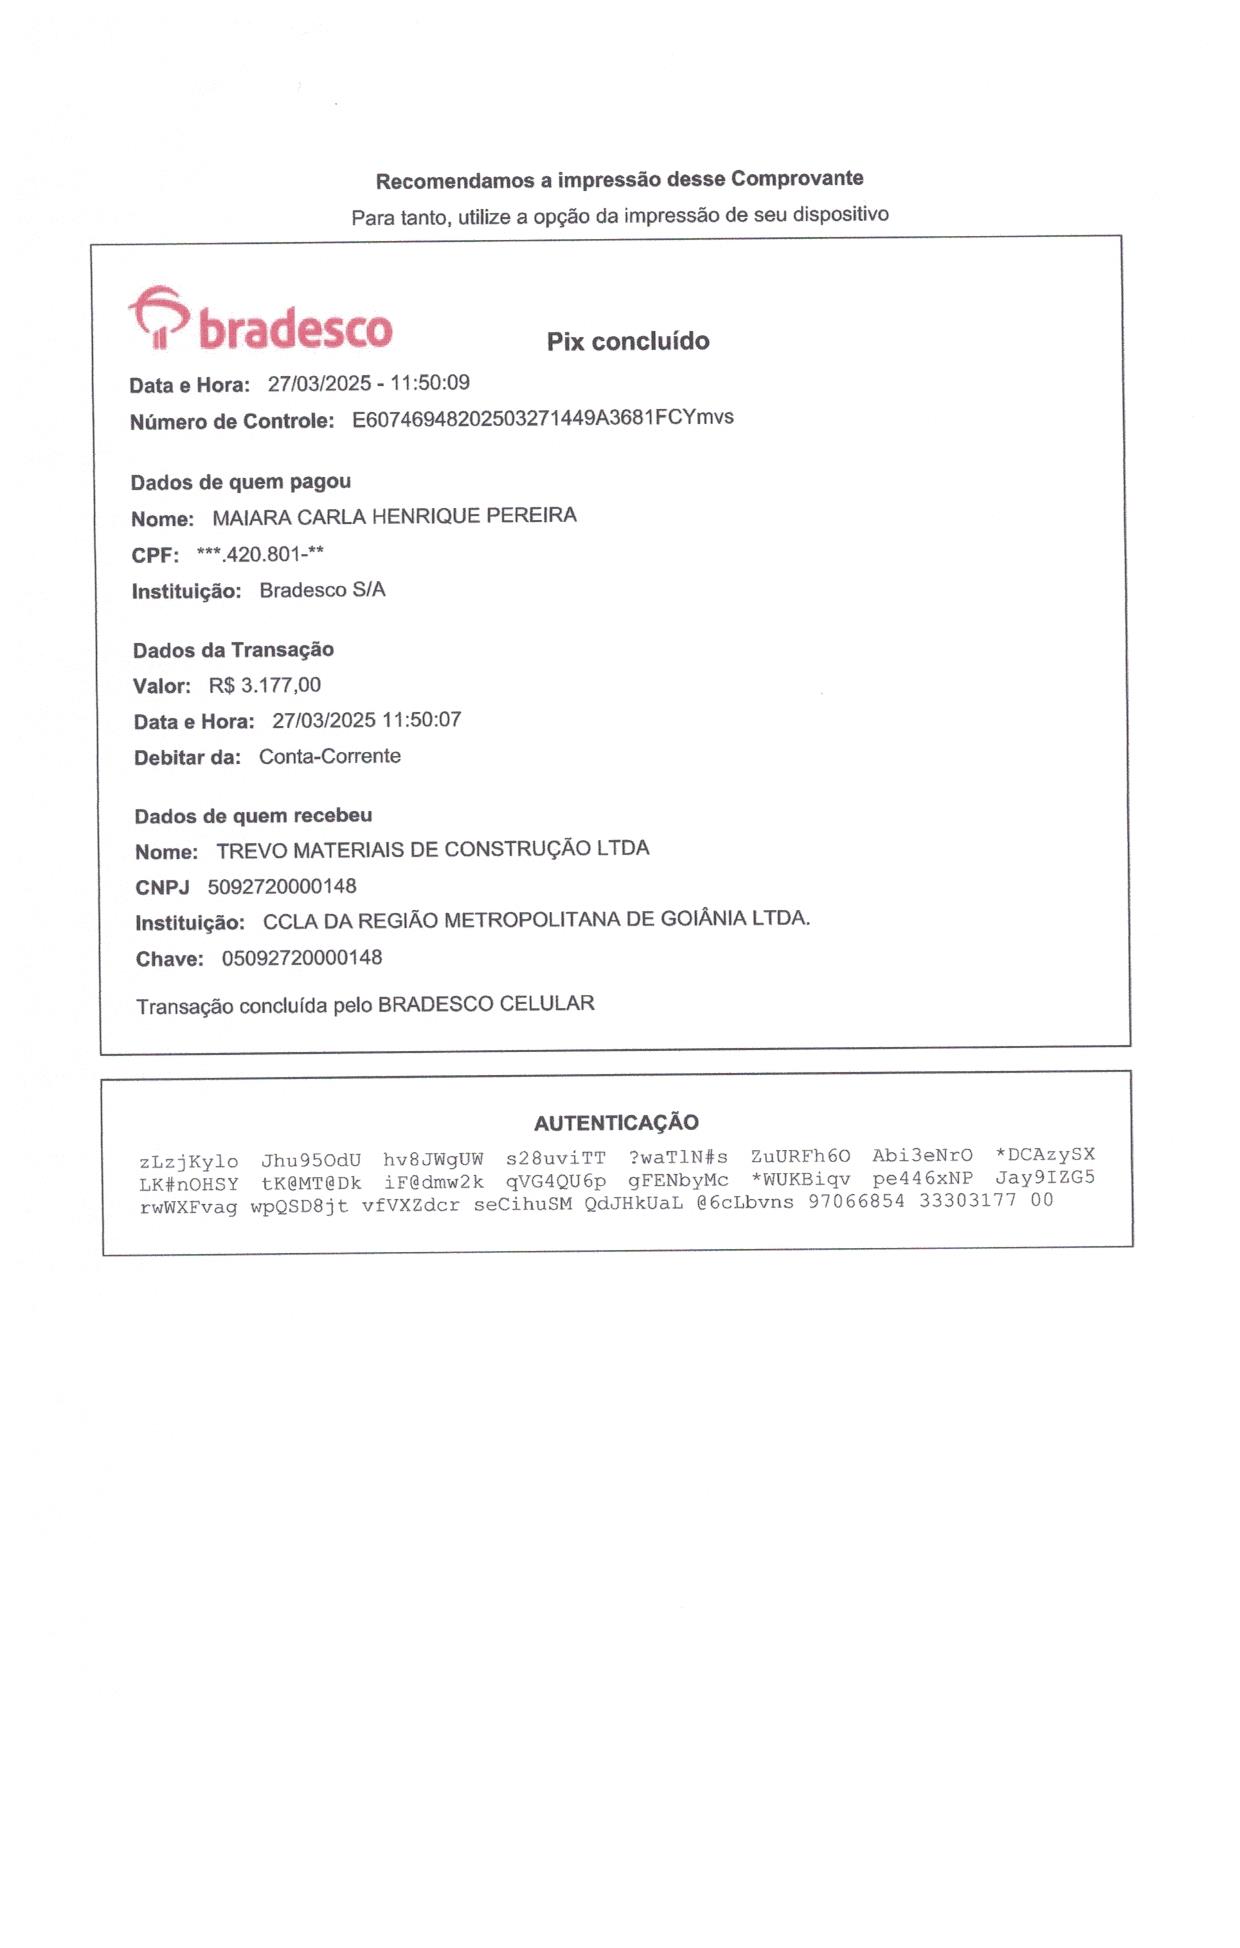 Recomendamos a impressão desse Comprovante
Para tanto, utilize a opção da impressão de seu dispositivo
bradesco
Pix concluído
Data e Hora: 27/03/2025 - 11:50:09
Número de Controle: E60746948202503271449A3681FCYmvs
Dados de quem pagou
Nome: MAIARA CARLA HENRIQUE PEREIRA
CPF: ***.420.801-**
Instituição: Bradesco S/A
Dados da Transação
Valor: R$ 3.177,00
Data e Hora: 27/03/2025 11:50:07
Debitar da: Conta-Corrente
Dados de quem recebeu
Nome: TREVO MATERIAIS DE CONSTRUÇÃO LTDA
CNPJ 5092720000148
Instituição: CCLA DA REGIÃO METROPOLITANA DE GOIÂNIA LTDA.
Chave: 05092720000148
Transação concluída pelo BRADESCO CELULAR
AUTENTICAÇÃO
zLzjKylo Jhu95OdU hv8JWgUW s28uviTT ?waTlN#s ZuURFh6O Abi3eNrO *DCAzySX
LK#nOHSY tK@MT@Dk iF@dmw2k qVG4QU6p gFENbyMc *WUKBiqv pe446xNP Jay9IZG5
rwWXFvag wpQSD8jt vfVXZdcr seCihuSM QdJHkUaL @6cLbvns 97066854 33303177 00